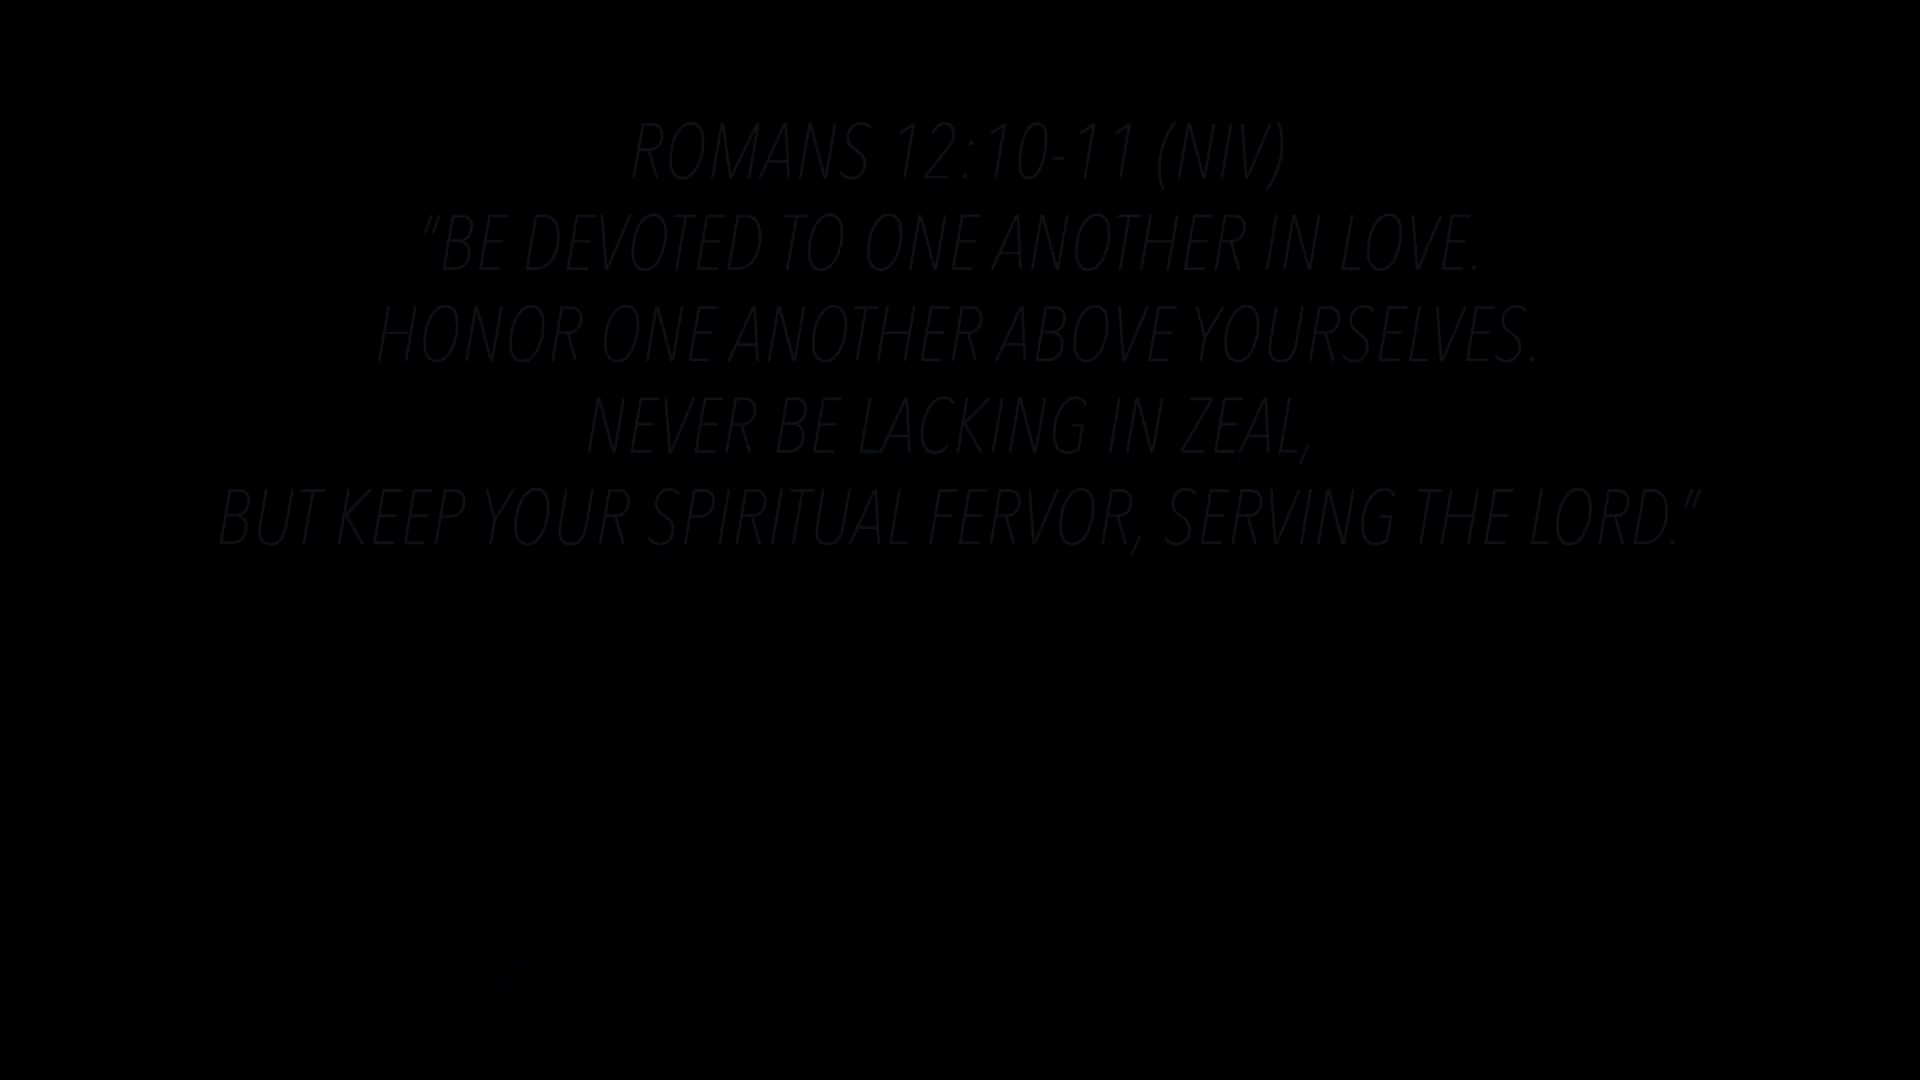 ROMANS 12:10-11 (NIV)
“BE DEVOTED TO ONE ANOTHER IN LOVE.
HONOR ONE ANOTHER ABOVE YOURSELVES.
NEVER BE LACKING IN ZEAL,
BUT KEEP YOUR SPIRITUAL FERVOR, SERVING THE LORD.”